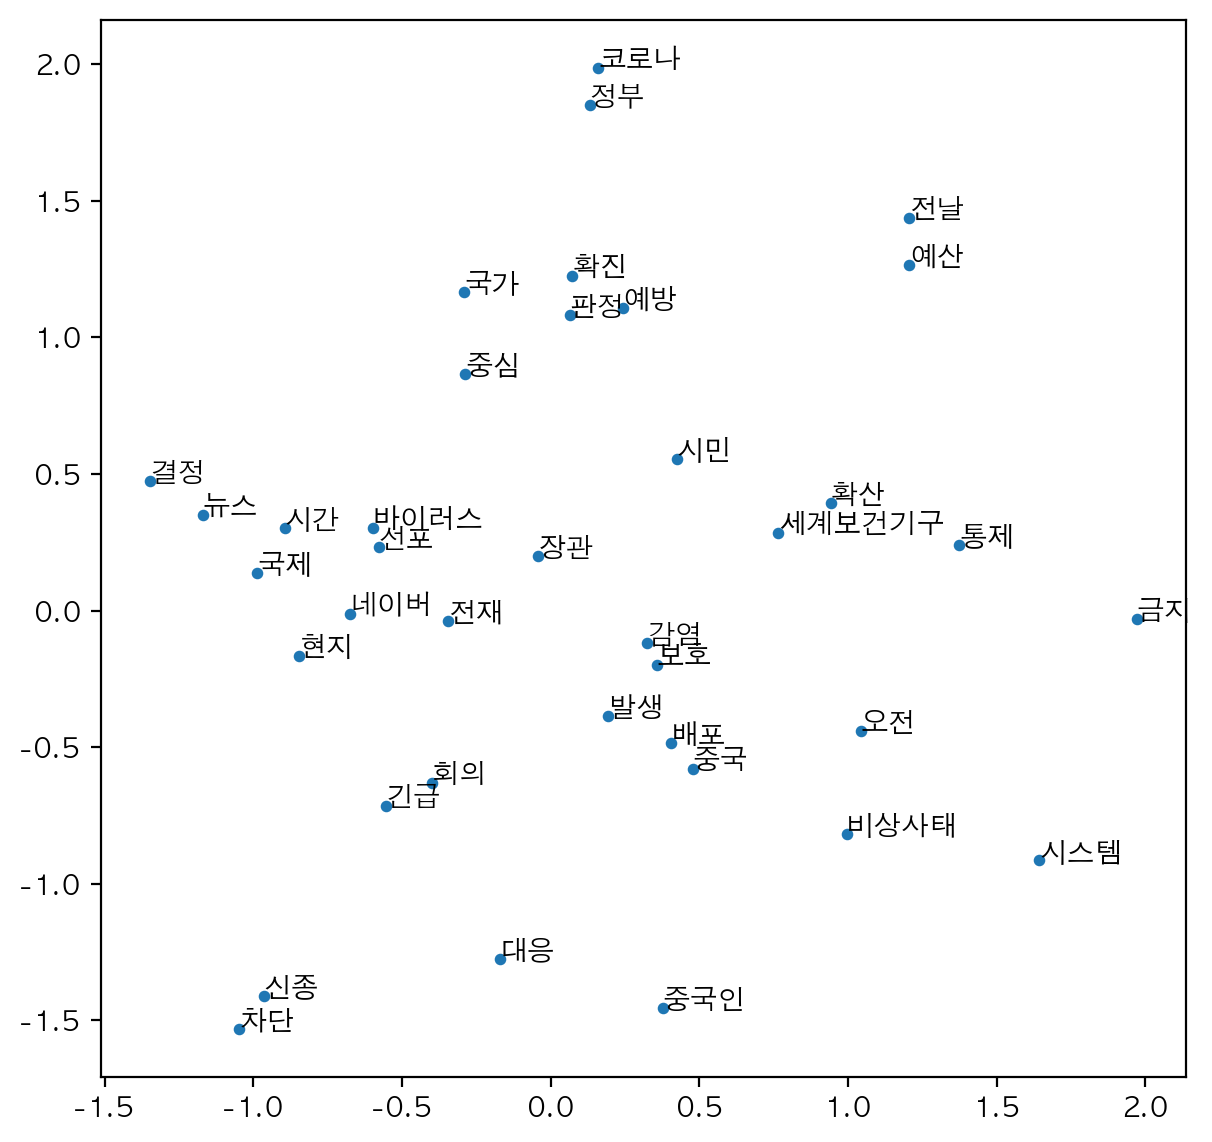 코로나
2.0
정부
1.5
전날
예산
확진
국가
예방
판정
1.0
중심
시민
결정
0.5
뉴스
확산
시간
바이러스
세계보건기구
선포
통제
장관
국제
네이버
전재
0.0
금지
감염
현지
보호
발생
오전
배포
-0.5
중국
회의
긴급
비상사태
시스템
-1.0
대응
신종
중국인
차단
-1.5
-1.5 -1.0 -0.5 0.0 0.5 1.0 1.5 2.0